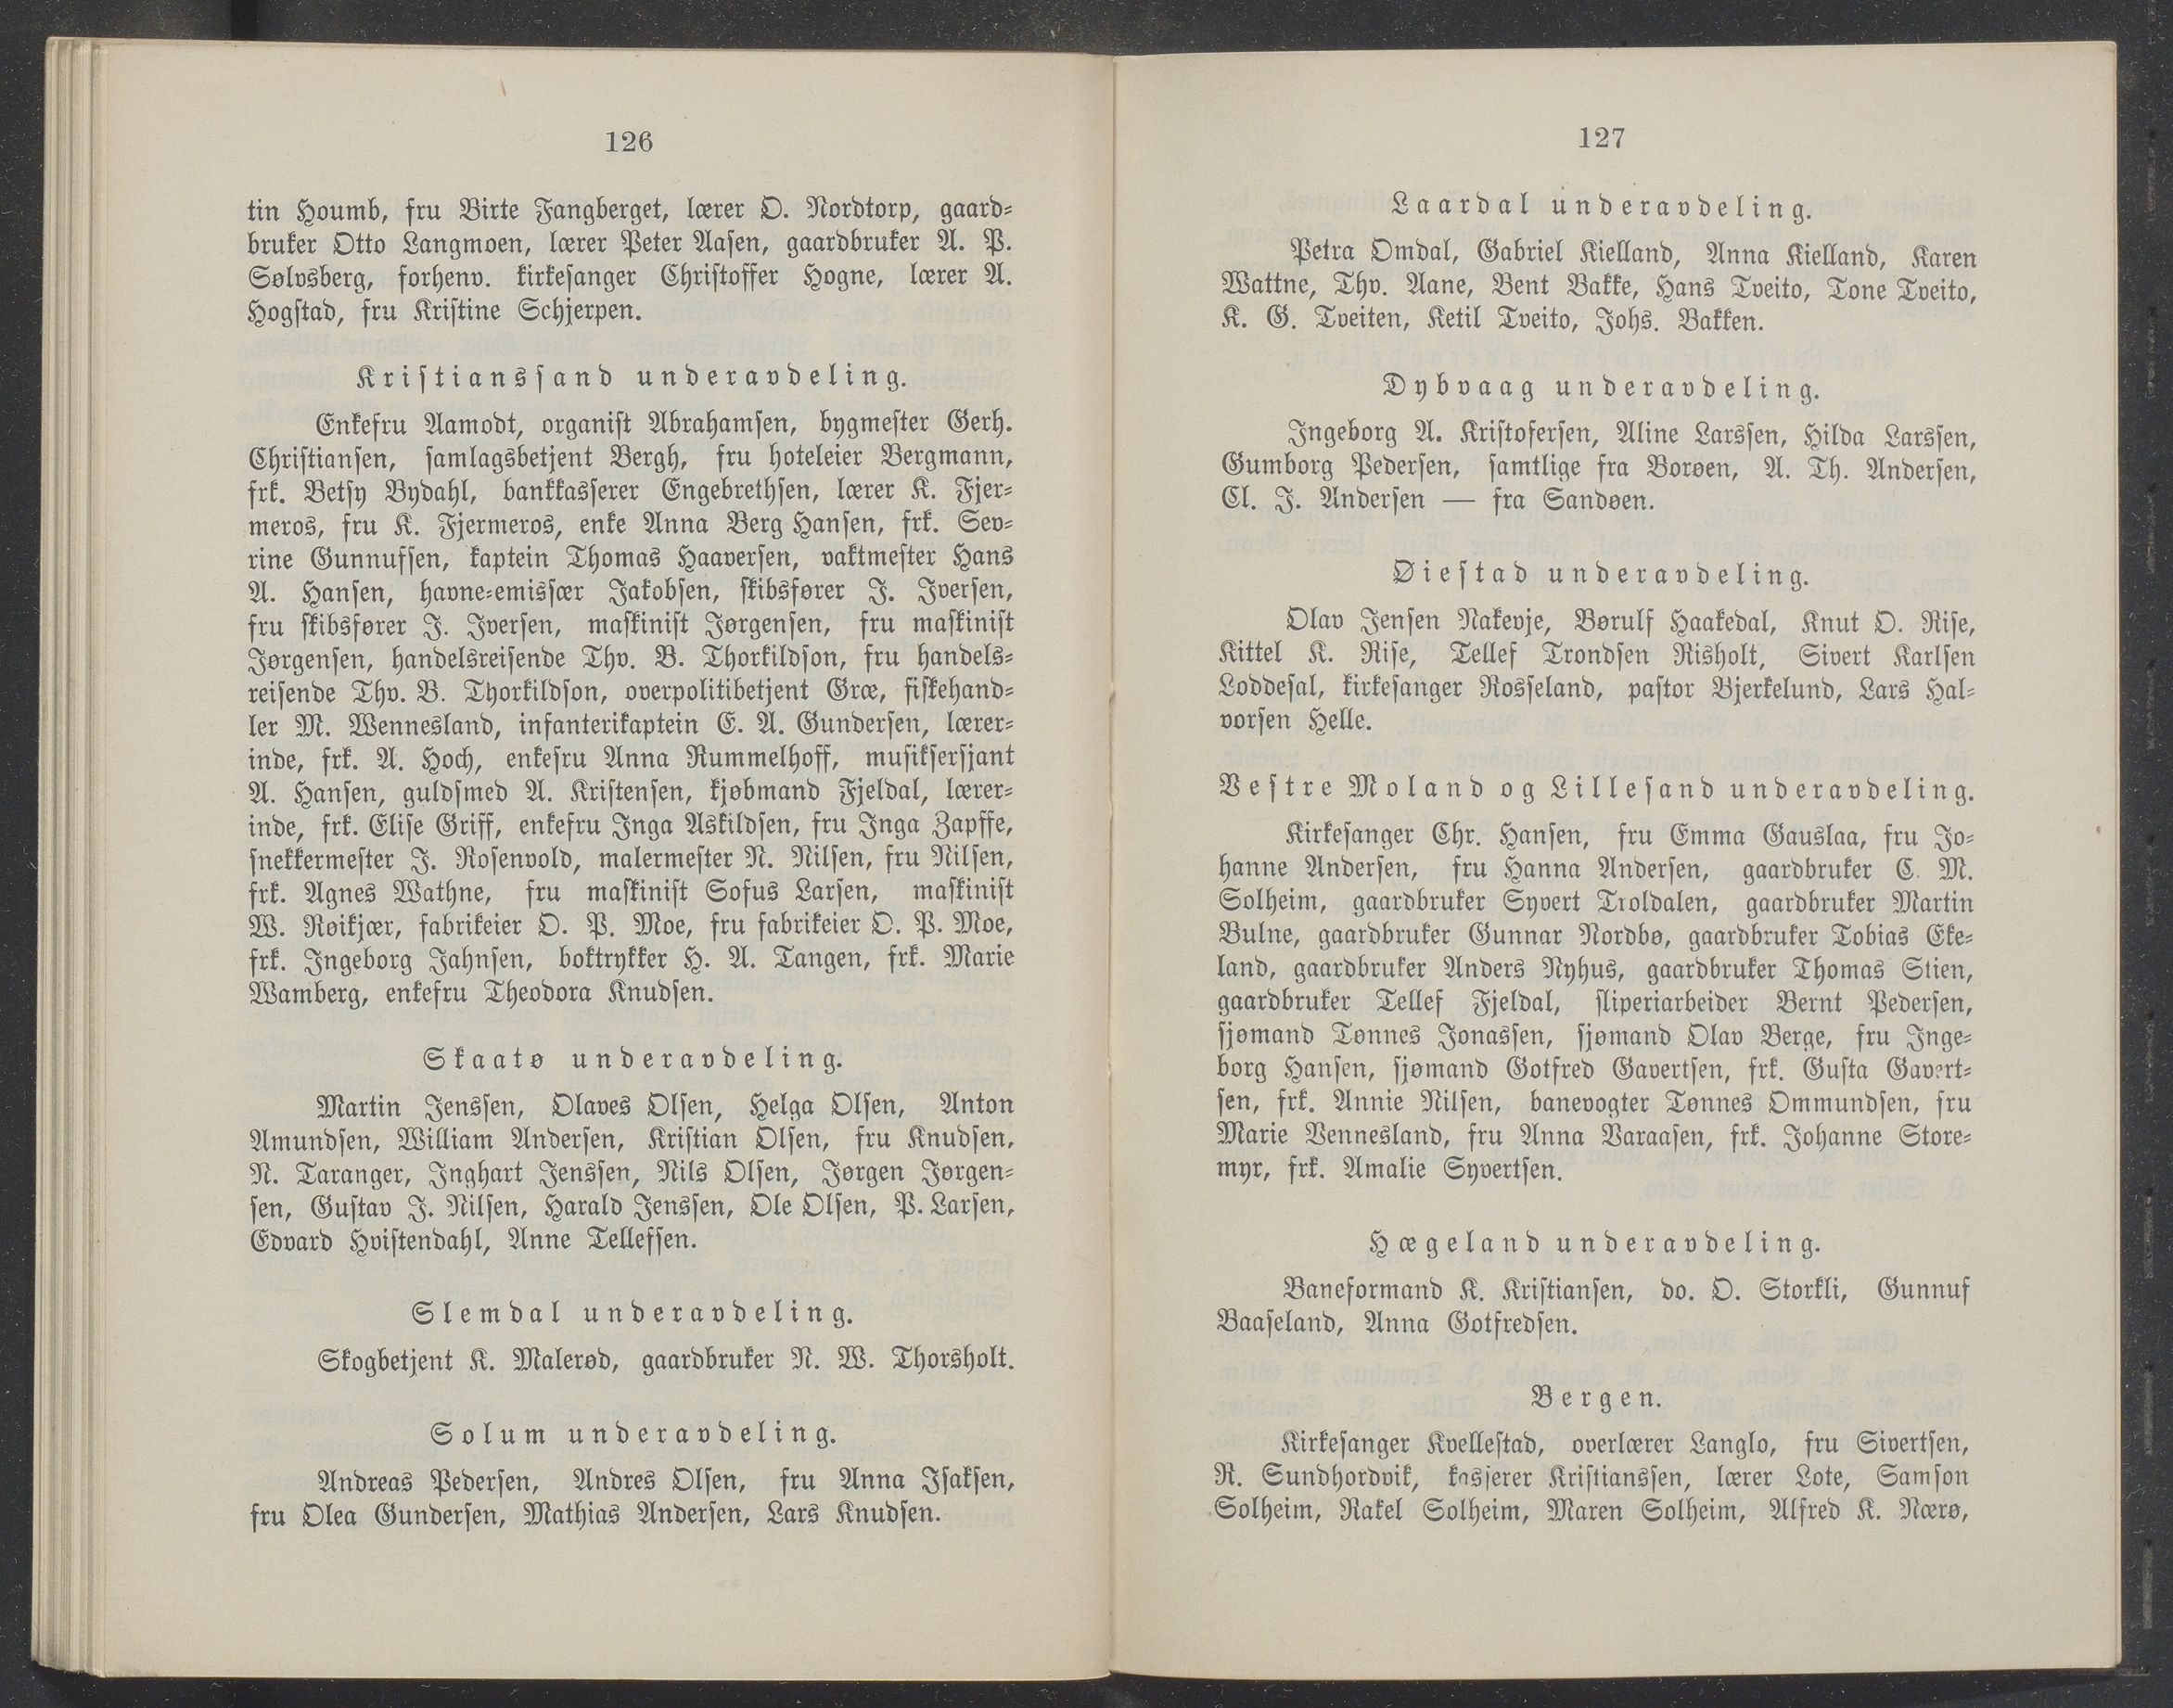 126
tin Houmb, fru Birte Fangberget, lærer O. Nordtorp, gaard-
bruker Otto Langmoen, lærer Peter Aasen, gaardbruker A. P.
Sølvsberg, forhenv. kirkesanger Christoffer Hogne, lærer A.
Hogstad, fru Kristine Schjerpen.
Kristianssand underavdeling.
Enkefru Aamodt, organist Abrahamsen, bygmester Gerh.
Christiansen, samlagsbetjent Bergh, fru hoteleier Bergmann,
frk. Betsy Bydahl, bankkasserer Engebrethsen, lærer K. Fjer-
meros, fru K. Fjermeros, enke Anna Berg Hansen, frk. Sev-
rine Gunnufsen, kaptein Thomas Haaversen, vaktmester Hans
A. Hansen, havne-emissær Jakobsen, skibsfører J. Iversen,
fru skibsfører J. Iversen, maskinist Jørgensen, fru maskinist
Jørgensen, handelsreisende Thv. B. Thorkildson, fru handels-
reisende Thv. B. Thorkildson, overpolitibetjent Græ, fiskehand-
ler M. Wennesland, infanterikaptein E. A. Gundersen, lærer-
inde, frk. A. Hoch, enkefru Anna Rummelhoff, musiksersjant
A. Hansen, guldsmed A. Kristensen, kjøbmand Fjeldal, lærer-
inde, frk. Elise Griff, enkefru Inga Askildsen, fru Inga Zapffe,
snekkermester J. Rosenvold, malermester N. Nilsen, fru Nilsen,
frk. Agnes Wathne, fru maskinist Sofus Larsen, maskinist
W. Røikjær, fabrikeier O. P. Moe, fru fabrikeier O. P. Moe,
frk. Ingeborg Jahnsen, boktrykker H. A. Tangen, frk. Marie
Wamberg, enkefru Theodora Knudsen.
Skaatø underavdeling.
Martin Jenssen, Olaves Olsen, Helga Olsen, Anton
Amundsen, William Andersen, Kristian Olsen, fru Knudsen,
N. Taranger, Inghart Jenssen, Nils Olsen, Jørgen Jørgen-
sen, Gustav J. Nilsen, Harald Jenssen, Ole Olsen, P. Larsen,
Edvard Hvistendahl, Anne Tellefsen.
Slemdal underavdeling.
Skogbetjent K. Malerød, gaardbruker N. W. Thorsholt.
Solum underavdeling.
Andreas Pedersen, Andres Olsen, fru Anna Isaksen,
fru Olea Gundersen, Mathias Andersen, Lars Knudsen.
127
Laardal underavdeling.
Petra Omdal, Gabriel Kielland, Anna Kielland, Karen
Wattne, Thv. Aane, Bent Bakke, Hans Tveito, Tone Tveito,
K. G. Tveiten, Ketil Tveito, Johs. Bakken.
Dybvaag underavdeling.
Ingeborg A. Kristofersen, Aline Larssen, Hilda Larssen,
Gumborg Pedersen, samtlige fra Borøen, A. Th. Andersen,
Cl. J. Andersen — fra Sandøen.
Øiestad underavdeling.
Olav Jensen Nakevje, Børulf Haakedal, Knut O. Rise,
Kittel K. Rise, Tellef Trondsen Risholt, Sivert Karlsen
Loddesal, kirkesanger Rosseland, pastor Bjerkelund, Lars Hal-
vorsen Helle.
Vestre Moland og Lillesand underavdeling.
Kirkesanger Chr. Hansen, fru Emma Gauslaa, fru Jo-
hanne Andersen, fru Hanna Andersen, gaardbruker C. M.
Solheim, gaardbruker Syvert Troldalen, gaardbruker Martin
Bulne, gaardbruker Gunnar Nordbø, gaardbruker Tobias Eke-
land, gaardbruker Anders Nyhus, gaardbruker Thomas Stien,
gaardbruker Tellef Fjeldal, sliperiarbeider Bernt Pedersen,
sjømand Tønnes Jonassen, sjømand Olav Berge, fru Inge-
borg Hansen, sjømand Gotfred Gavertsen, frk. Gusta Gavert-
sen, frk. Annie Nilsen, banevogter Tønnes Ommundsen, fru
Marie Vennesland, fru Anna Varaasen, frk. Johanne Store-
myr, frk. Amalie Syvertsen.
Hægeland underavdeling.
Baneformand K. Kristiansen, do. O. Storkli, Gunnuf
Baaseland, Anna Gotfredsen.
Bergen.
Kirkesanger Kvellestad, overlærer Langlo, fru Sivertsen,
R. Sundhordvik, kasserer Kristianssen, lærer Lote, Samson
Solheim, Rakel Solheim, Maren Solheim, Alfred K. Nærø,